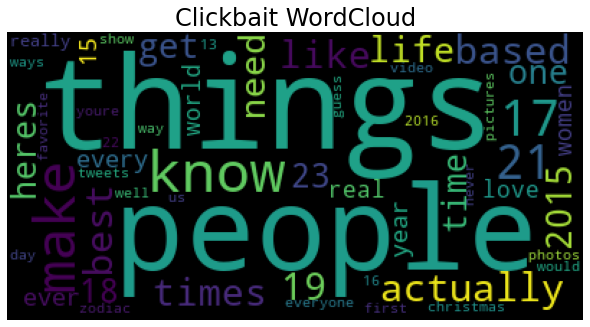 Clickbait WordCloud
really 15 show get 13 like life based
ways things video one
youre need world guess 2016 pictures 17 women
favorite 22 way
heres every know 23 21
tweets well us real time never love 2015
make best people year photos
day would
ever 18 times 19 everyone 16 actually
zodiac first christmas